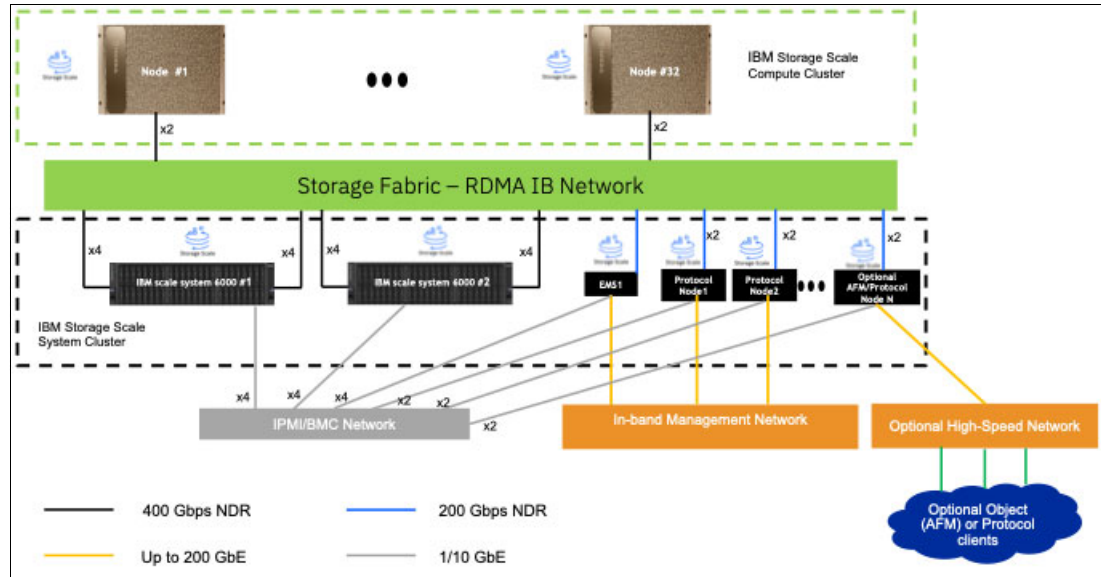 Storage Scale
Node #1
Storage Scale
Node #32
IBM Storage Scale
Compute Cluster
x2
x2
Storage Fabric – RDMA IB Network
x4
x4
x4
x4
x2
x2
x2
Storage Scale
Storage Scale
Storage Scale
Storage Scale
Storage Scale
Storage Scale
IBM scale system 6000 #1
IBM scale system 6000 #2
EMS1
Protocol
Node1
Protocol
Node2
Optional
AFM/Protocol
Node N
IBM Storage Scale
System Cluster
x4
x4
x4
x2
x2
x2
IPMI/BMC Network
In-band Management Network
Optional High-Speed Network
400 Gbps NDR
200 Gbps NDR
Up to 200 GbE
1/10 GbE
Optional Object
(AFM) or Protocol
clients